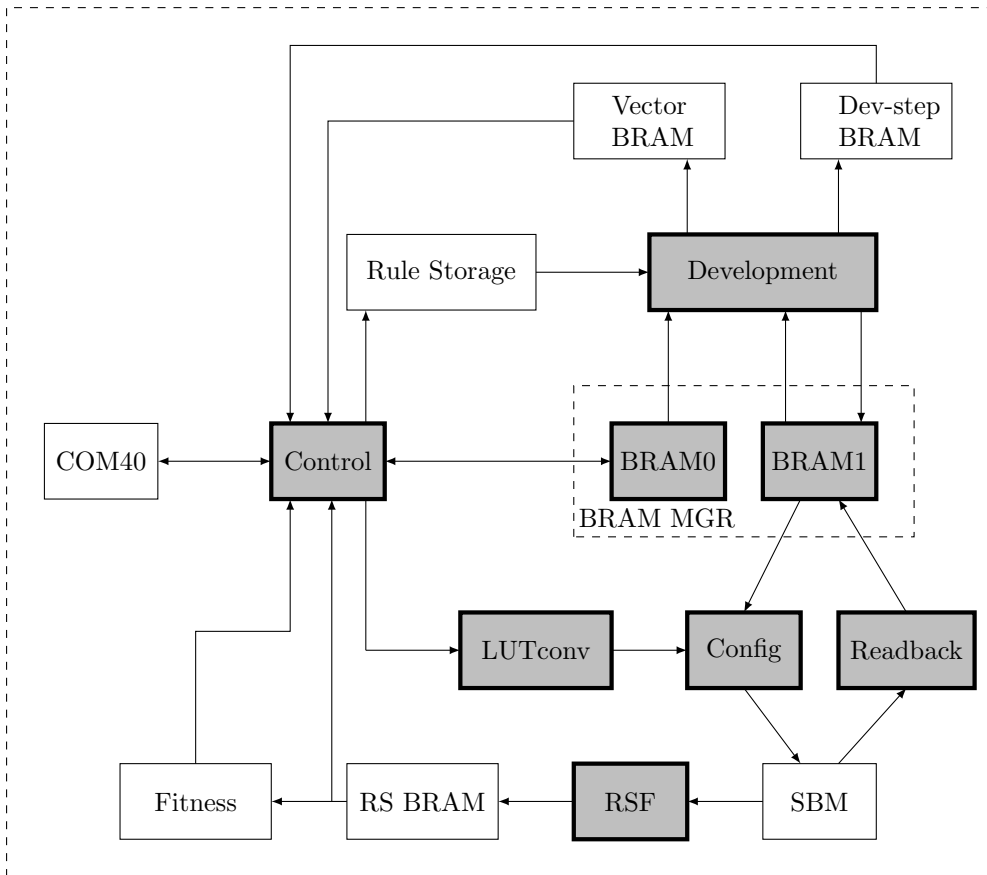 Vector
BRAM
Dev-step
BRAM
Rule Storage
Development
COM40
Control
BRAM0
BRAM1
BRAM MGR
LUTconv
Config
Readback
Fitness
RS BRAM
RSF
SBM